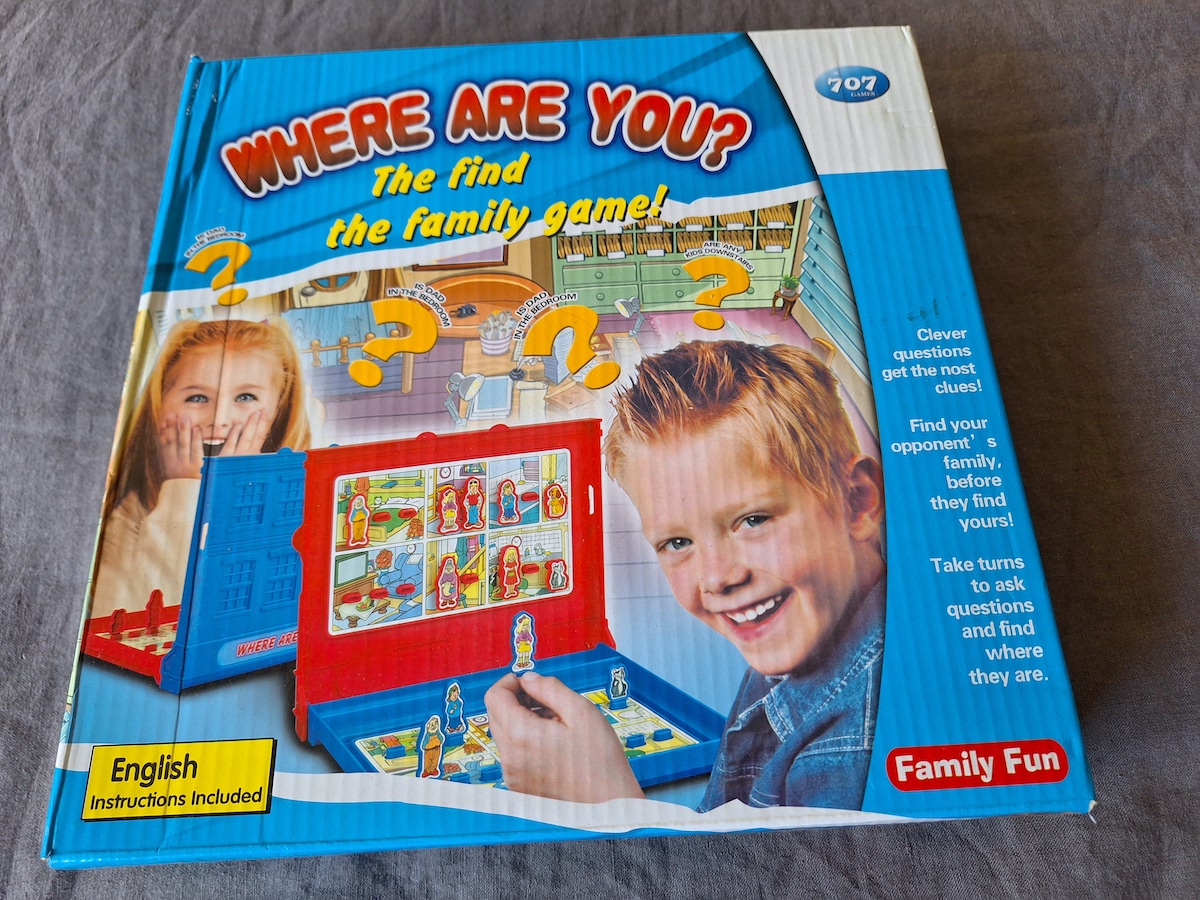 707
GAMES
WHERE ARE YOU?
The find
the family game!
IS DAD
IN THE BEDROOM
IS DAD
IN THE BEDROOM
IS DAD
IN THE BEDROOM
ARE ANY
KIDS DOWNSTAIRS
Clever
questions
get the nost
clues!
Find your
opponent's
family,
before
they find
yours!
Take turns
to ask
questions
and find
where
they are.
WHERE ARE
English
Instructions Included
Family Fun